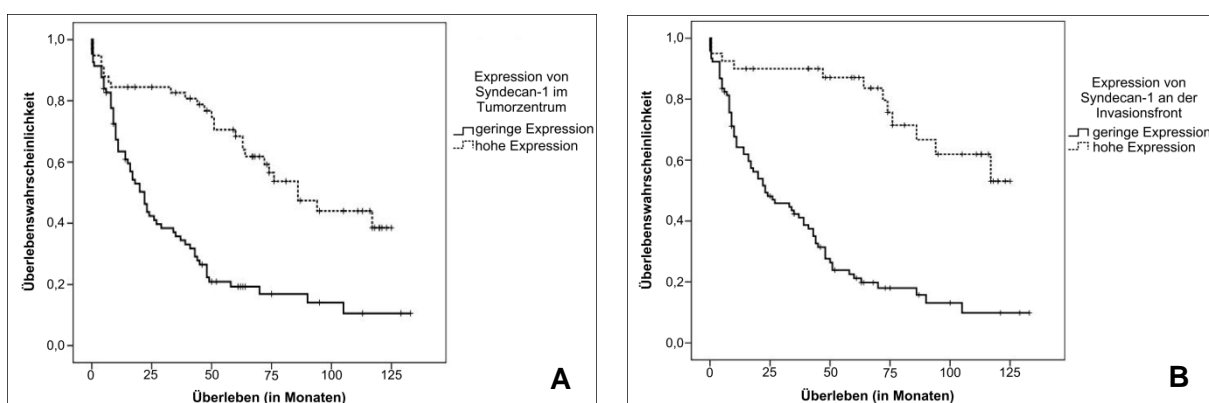 1,0
0,8
0,6
0,4
0,2
0,0
Überlebenswahrscheinlichkeit
0 25 50 75 100 125
Überleben (in Monaten)
Expression von
Syndecan-1 im
Tumorzentrum
geringe Expression
hohe Expression
A
1,0
0,8
0,6
0,4
0,2
0,0
Überlebenswahrscheinlichkeit
0 25 50 75 100 125
Überleben (in Monaten)
Expression von
Syndecan-1 an der
Invasionsfront
geringe Expression
hohe Expression
B